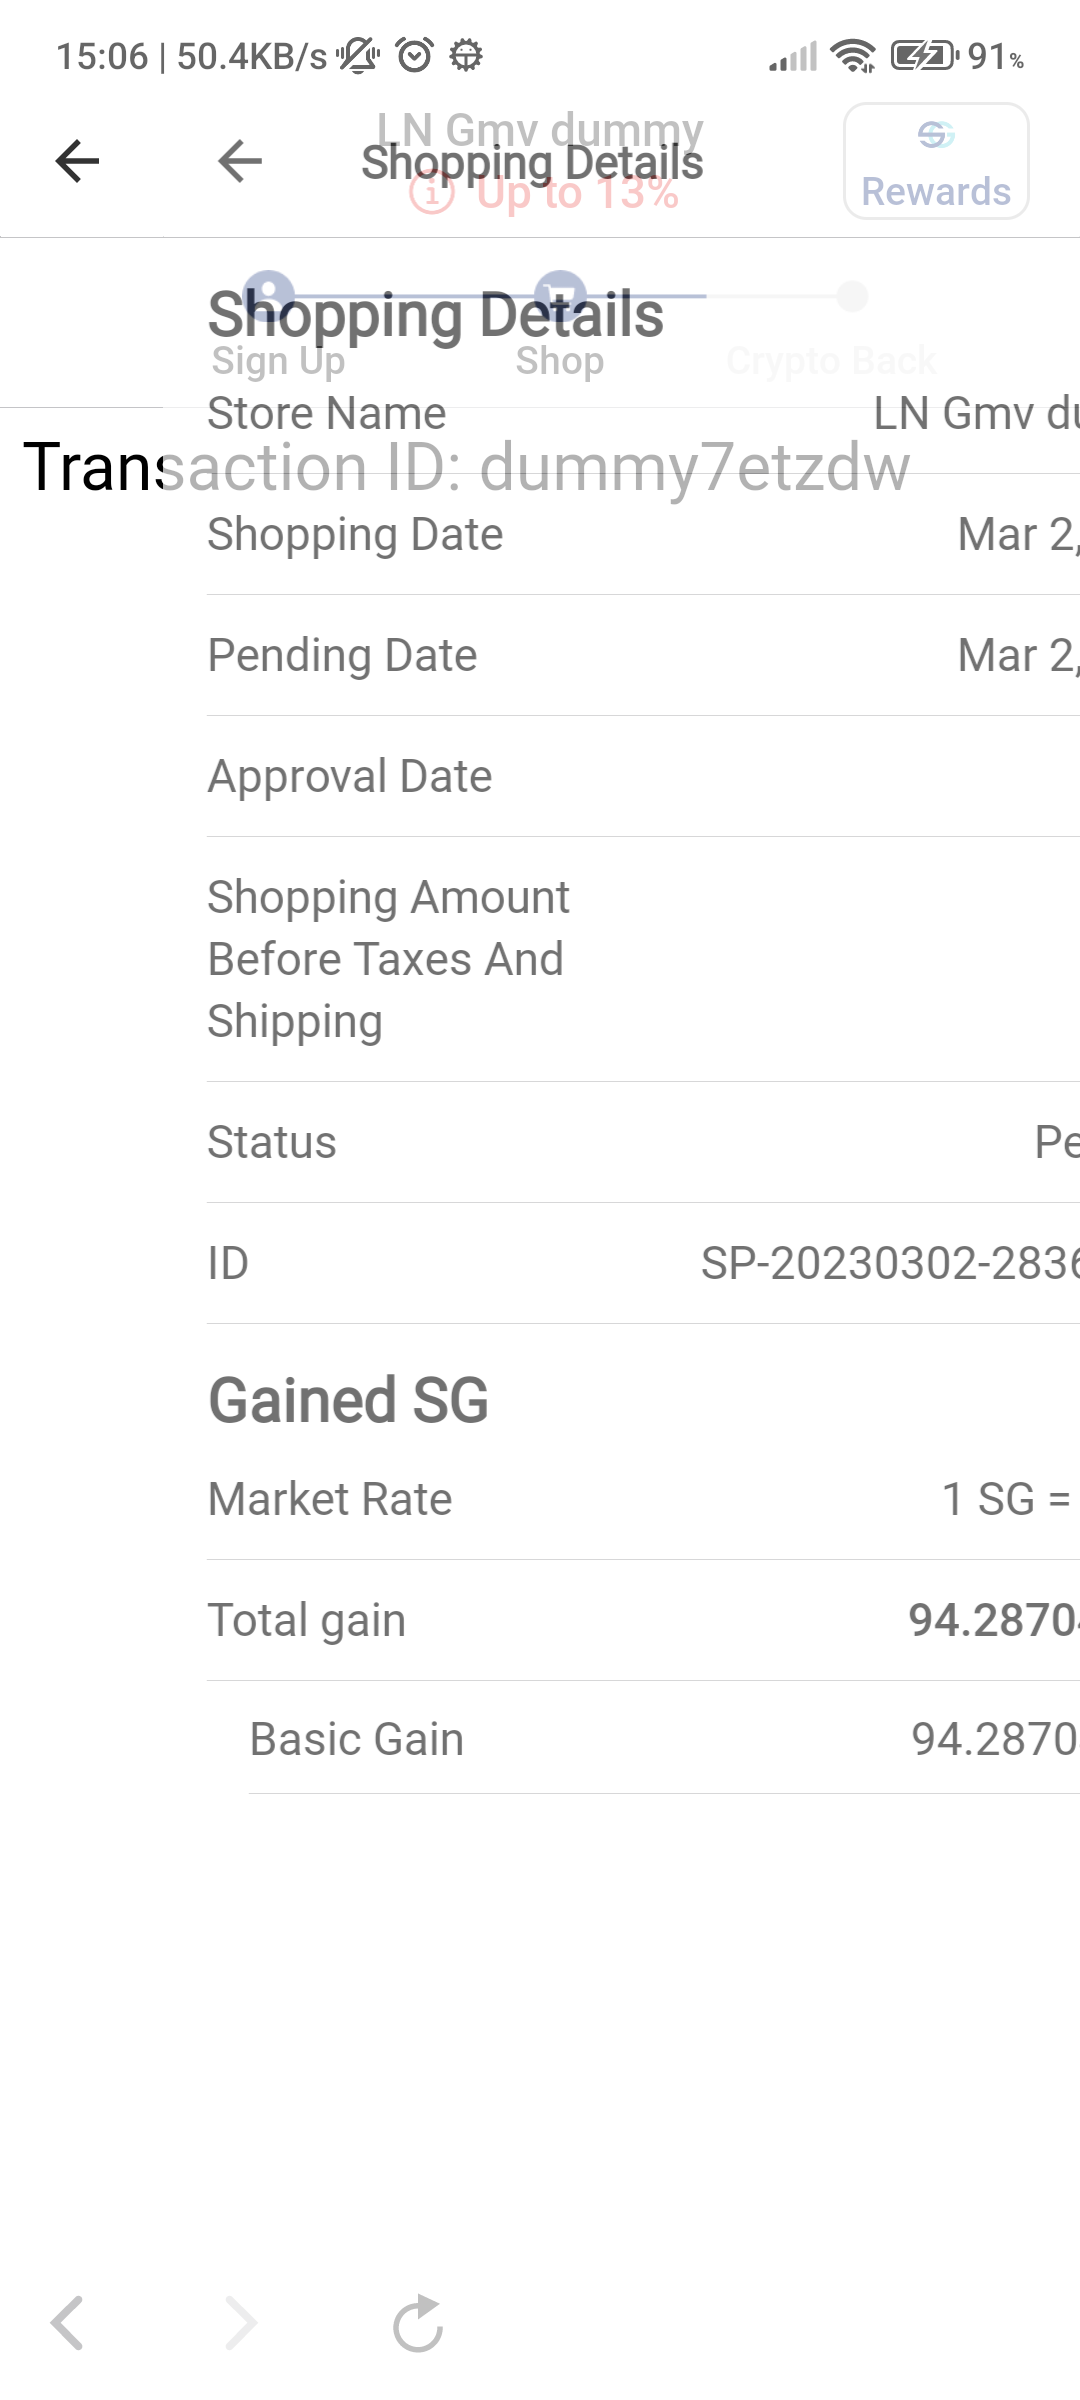 15:06 | 50.4KB/s 91%
LN Gmv dummy
Shopping Details
Up to 13%
Rewards
Shopping Details
Sign Up Shop Crypto Back
Store Name LN Gmv du
Transaction ID: dummy7etzdw
Shopping Date Mar 2,
Pending Date Mar 2,
Approval Date
Shopping Amount
Before Taxes And
Shipping
Status Pe
ID SP-20230302-2836
Gained SG
Market Rate 1 SG =
Total gain 94.2870
Basic Gain 94.2870